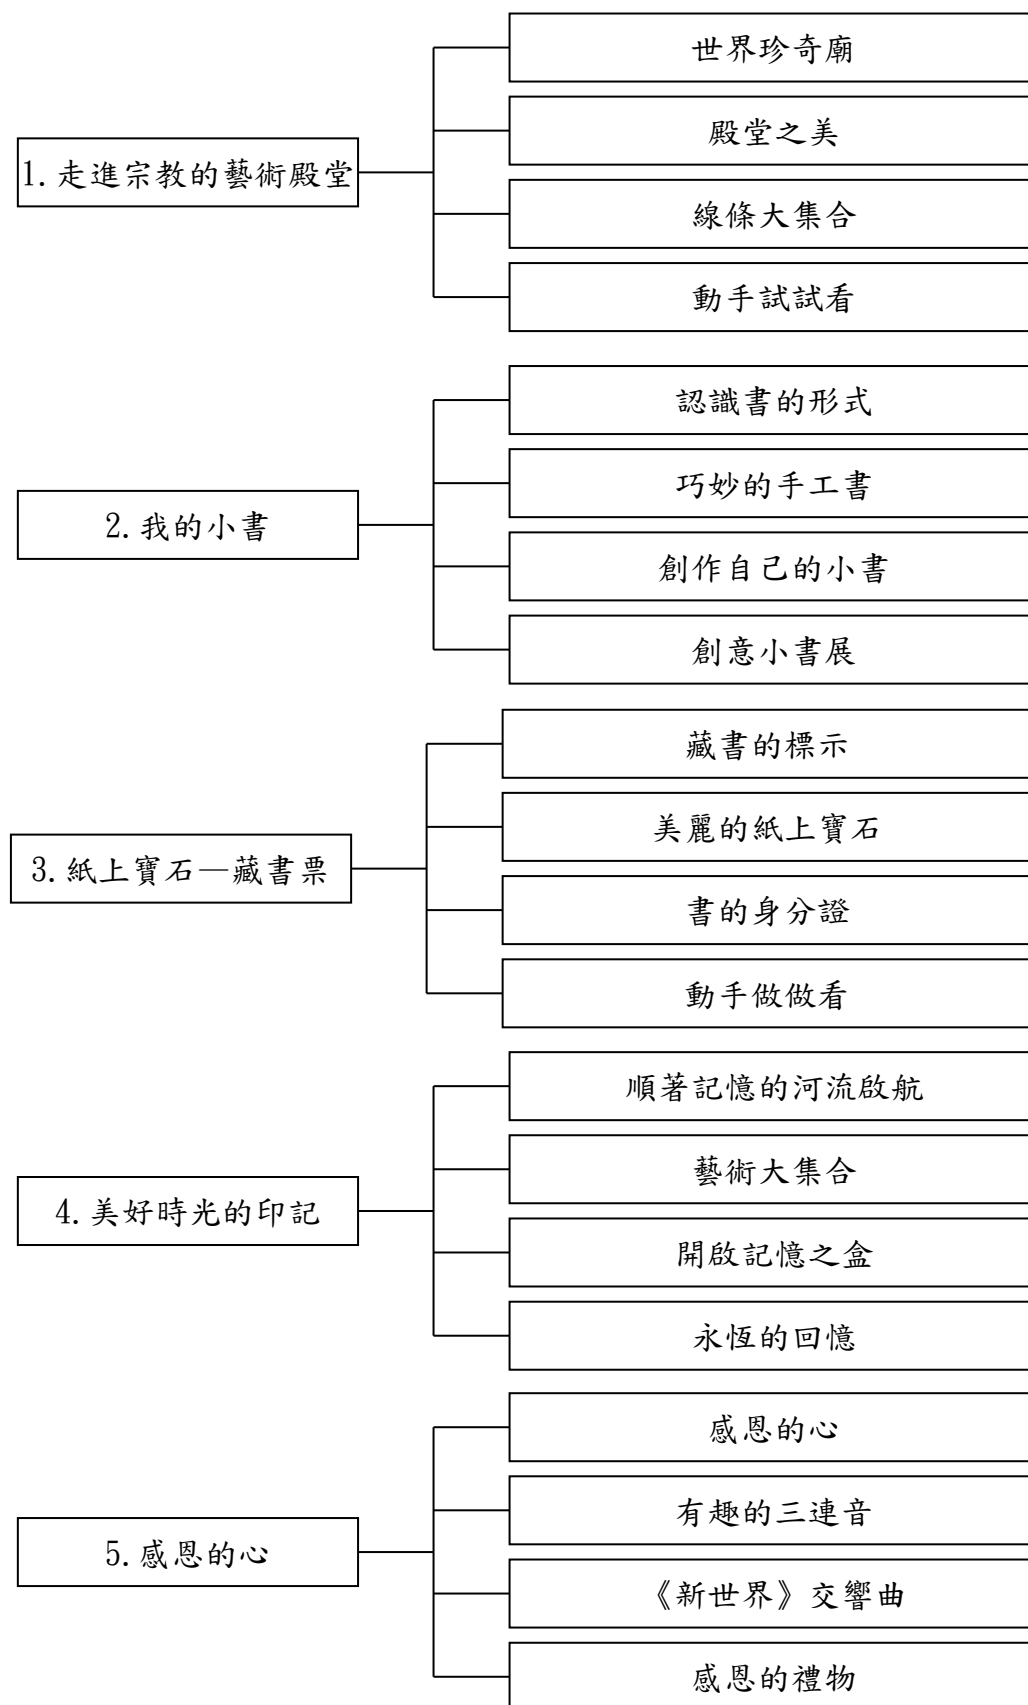 1.走進宗教的藝術殿堂
世界珍奇廟
殿堂之美
線條大集合
動手試試看
2.我的小書
認識書的形式
巧妙的手工書
創作自己的小書
創意小書展
3.紙上寶石—藏書票
藏書的標示
美麗的紙上寶石
書的身分證
動手做做看
4.美好時光的印記
順著記憶的河流啟航
藝術大集合
開啟記憶之盒
永恆的回憶
5.感恩的心
感恩的心
有趣的三連音
《新世界》交響曲
感恩的禮物